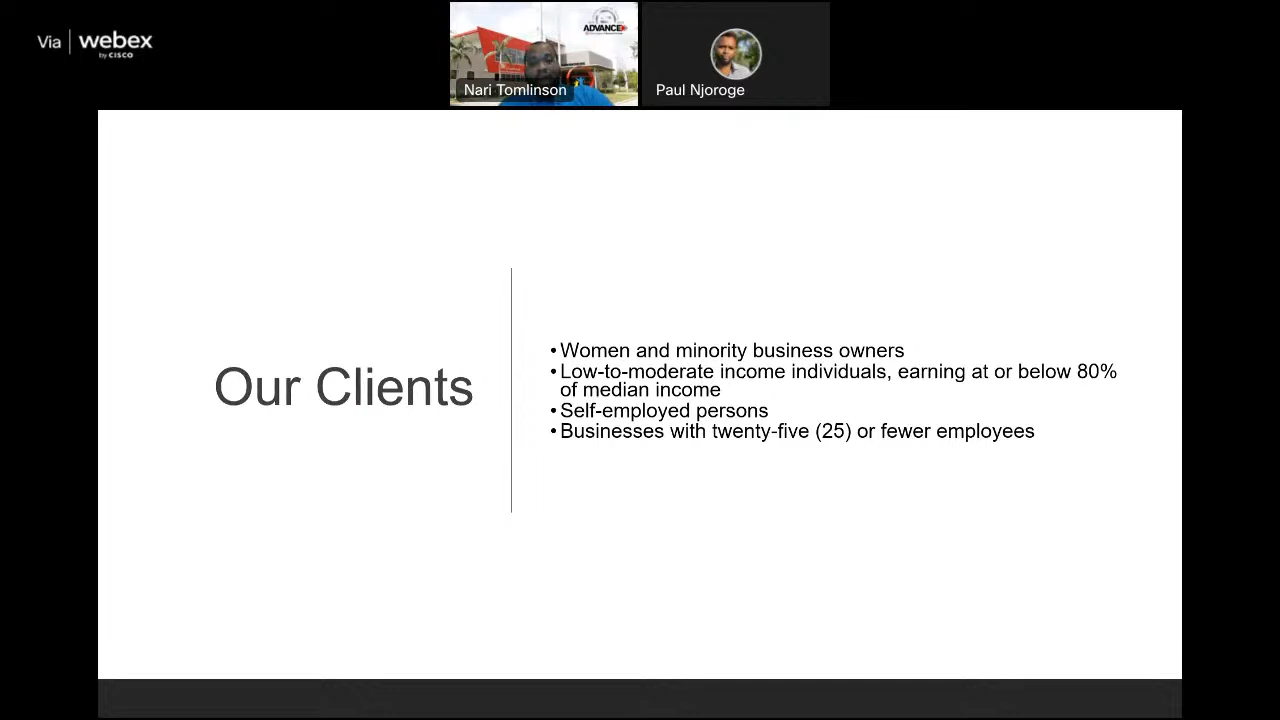 Via webex
by CISCO
ADVANCE
Nari Tomlinson
Paul Njoroge
Our Clients
•Women and minority business owners
•Low-to-moderate income individuals, earning at or below 80%
of median income
•Self-employed persons
•Businesses with twenty-five (25) or fewer employees